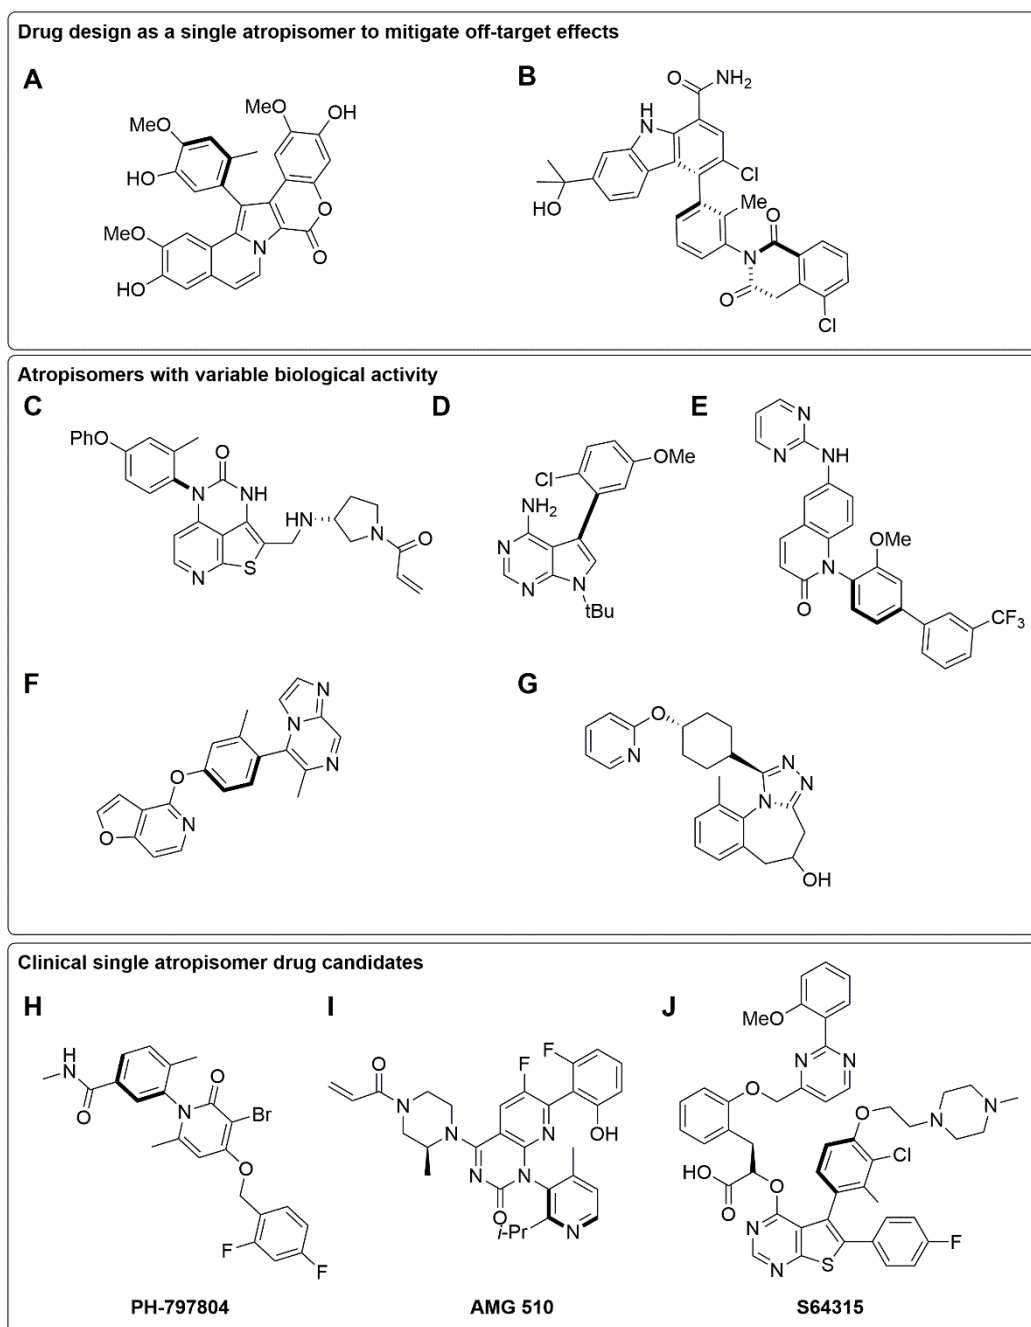 Drug design as a single atropisomer to mitigate off-target effects
A
B
MeO
OH
MeO
HO
MeO
HO
N
O
O
O
NH2
H
N
Cl
HO
Me
O
N
O
Cl
Atropisomers with variable biological activity
C
D
E
PhO
O
N
NH
HN
N
O
N
S
Cl
OMe
NH2
N
N
N
tBu
N
N
NH
OMe
N
O
CF3
F
G
N
N
N
O
N
O
O
N
N
N
N
OH
Clinical single atropisomer drug candidates
H
I
J
H
N
O
O
N
Br
O
F
F
O
N
N
F
F
N
OH
N
N
O
i-Pr
N
MeO
N
N
O
O
N
N
Cl
HO
O
O
N
N
S
F
PH-797804
AMG 510
S64315